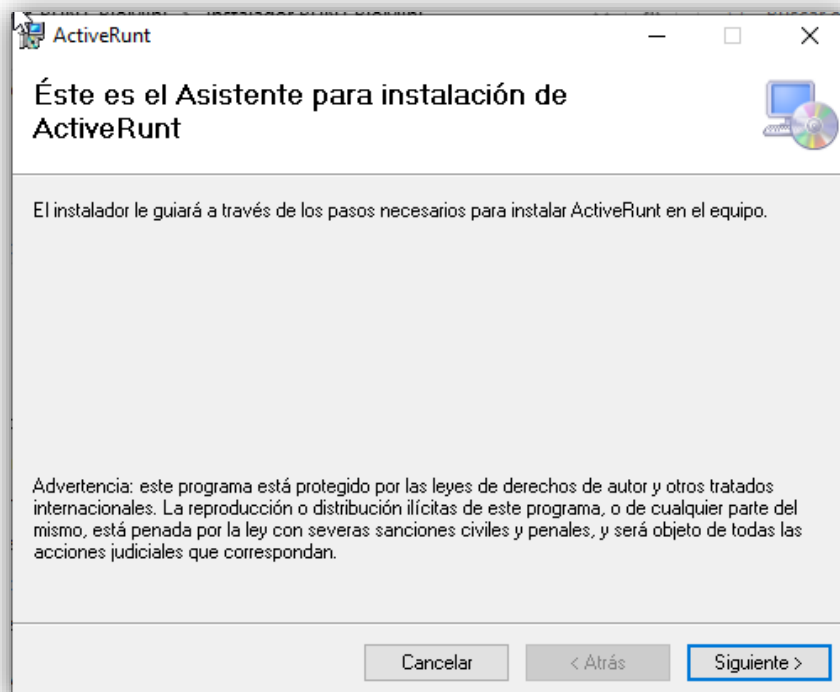 ActiveRunt
Éste es el Asistente para instalación de
ActiveRunt
El instalador le guiará a través de los pasos necesarios para instalar ActiveRunt en el equipo.
Advertencia: este programa está protegido por las leyes de derechos de autor y otros tratados
internacionales. La reproducción o distribución ilícitas de este programa, o de cualquier parte del
mismo, está penada por la ley con severas sanciones civiles y penales, y será objeto de todas las
acciones judiciales que correspondan.
Cancelar
< Atrás
Siguiente >